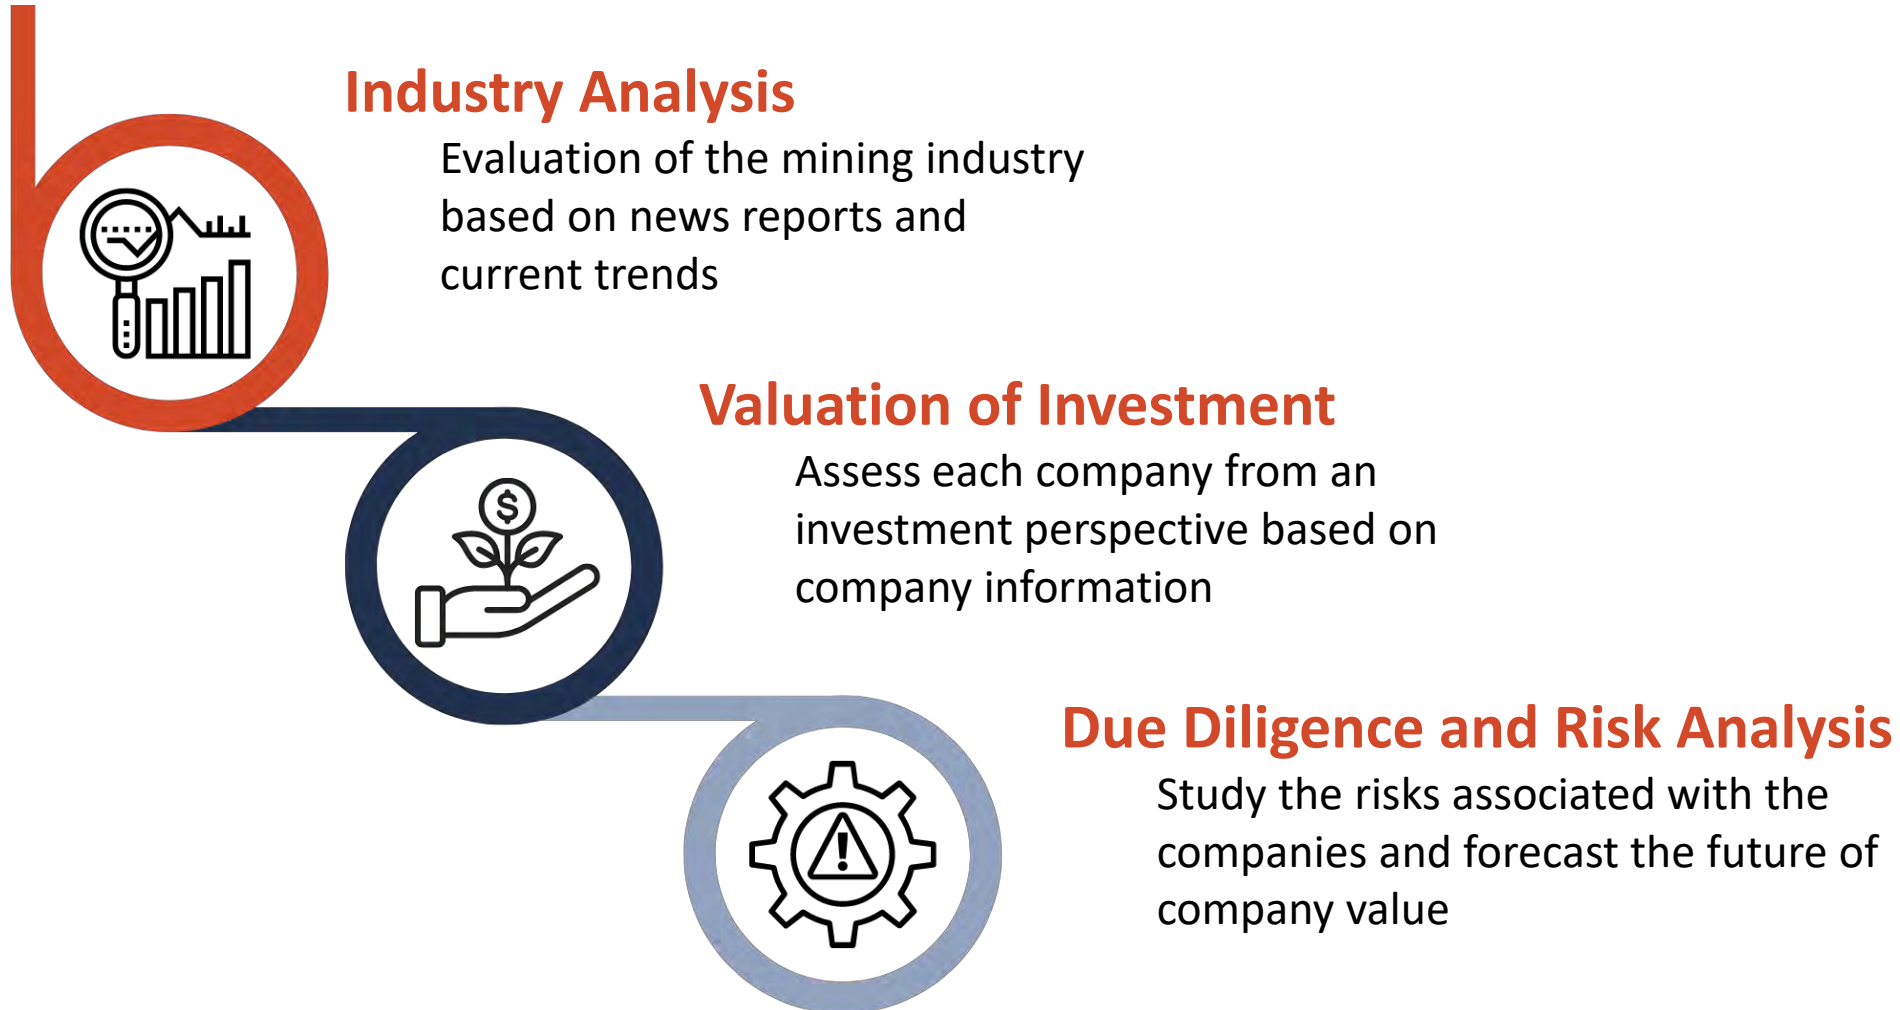 Industry Analysis
Evaluation of the mining industry
based on news reports and
current trends
Valuation of Investment
Assess each company from an
investment perspective based on
company information
Due Diligence and Risk Analysis
Study the risks associated with the
companies and forecast the future of
company value
$
!